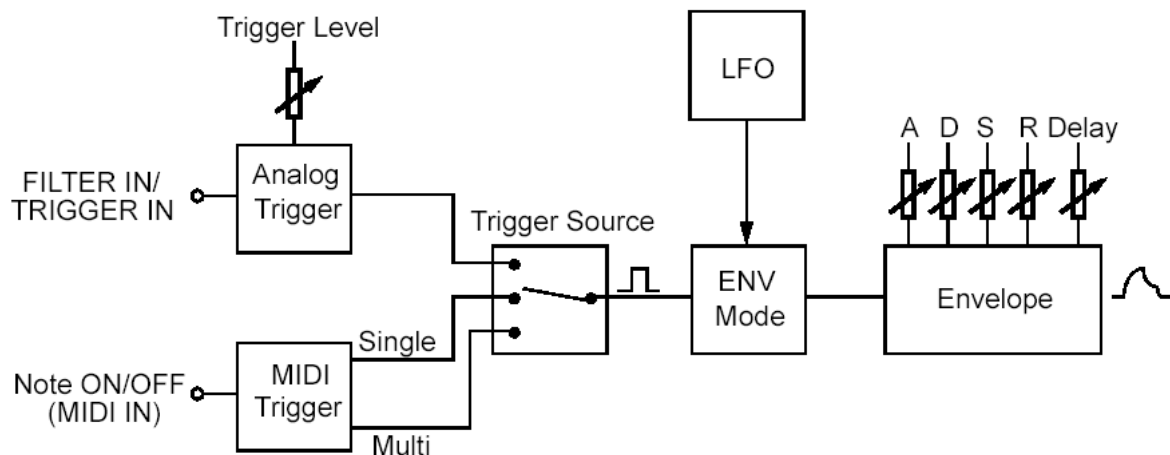 Trigger Level
LFO
A D S R Delay
FILTER IN/
TRIGGER IN
Analog
Trigger
Trigger Source
ENV
Mode
Envelope
Single
Note ON/OFF
(MIDI IN)
MIDI
Trigger
Multi